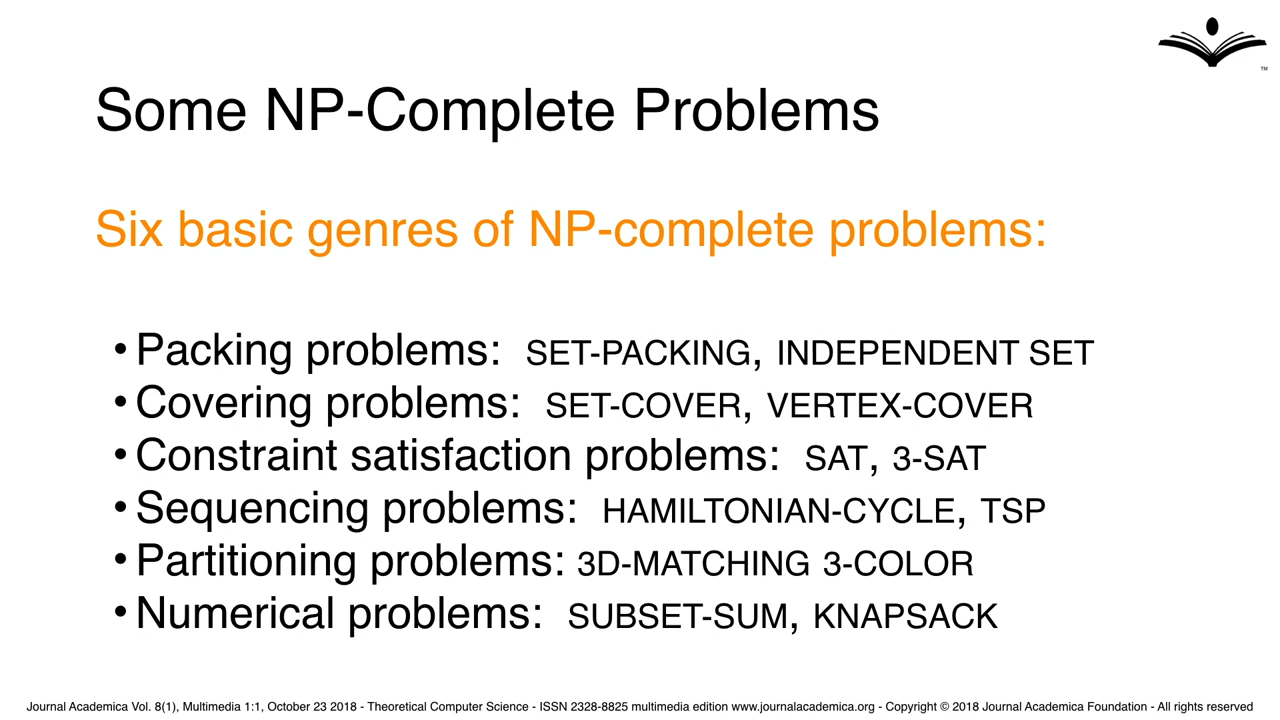 TM
Some NP-Complete Problems
Six basic genres of NP-complete problems:
• Packing problems: SET-PACKING, INDEPENDENT SET
• Covering problems: SET-COVER, VERTEX-COVER
• Constraint satisfaction problems: SAT, 3-SAT
• Sequencing problems: HAMILTONIAN-CYCLE, TSP
• Partitioning problems: 3D-MATCHING 3-COLOR
• Numerical problems: SUBSET-SUM, KNAPSACK
Journal Academica Vol. 8(1), Multimedia 1:1, October 23 2018 - Theoretical Computer Science - ISSN 2328-8825 multimedia edition www.journalacademica.org - Copyright © 2018 Journal Academica Foundation - All rights reserved